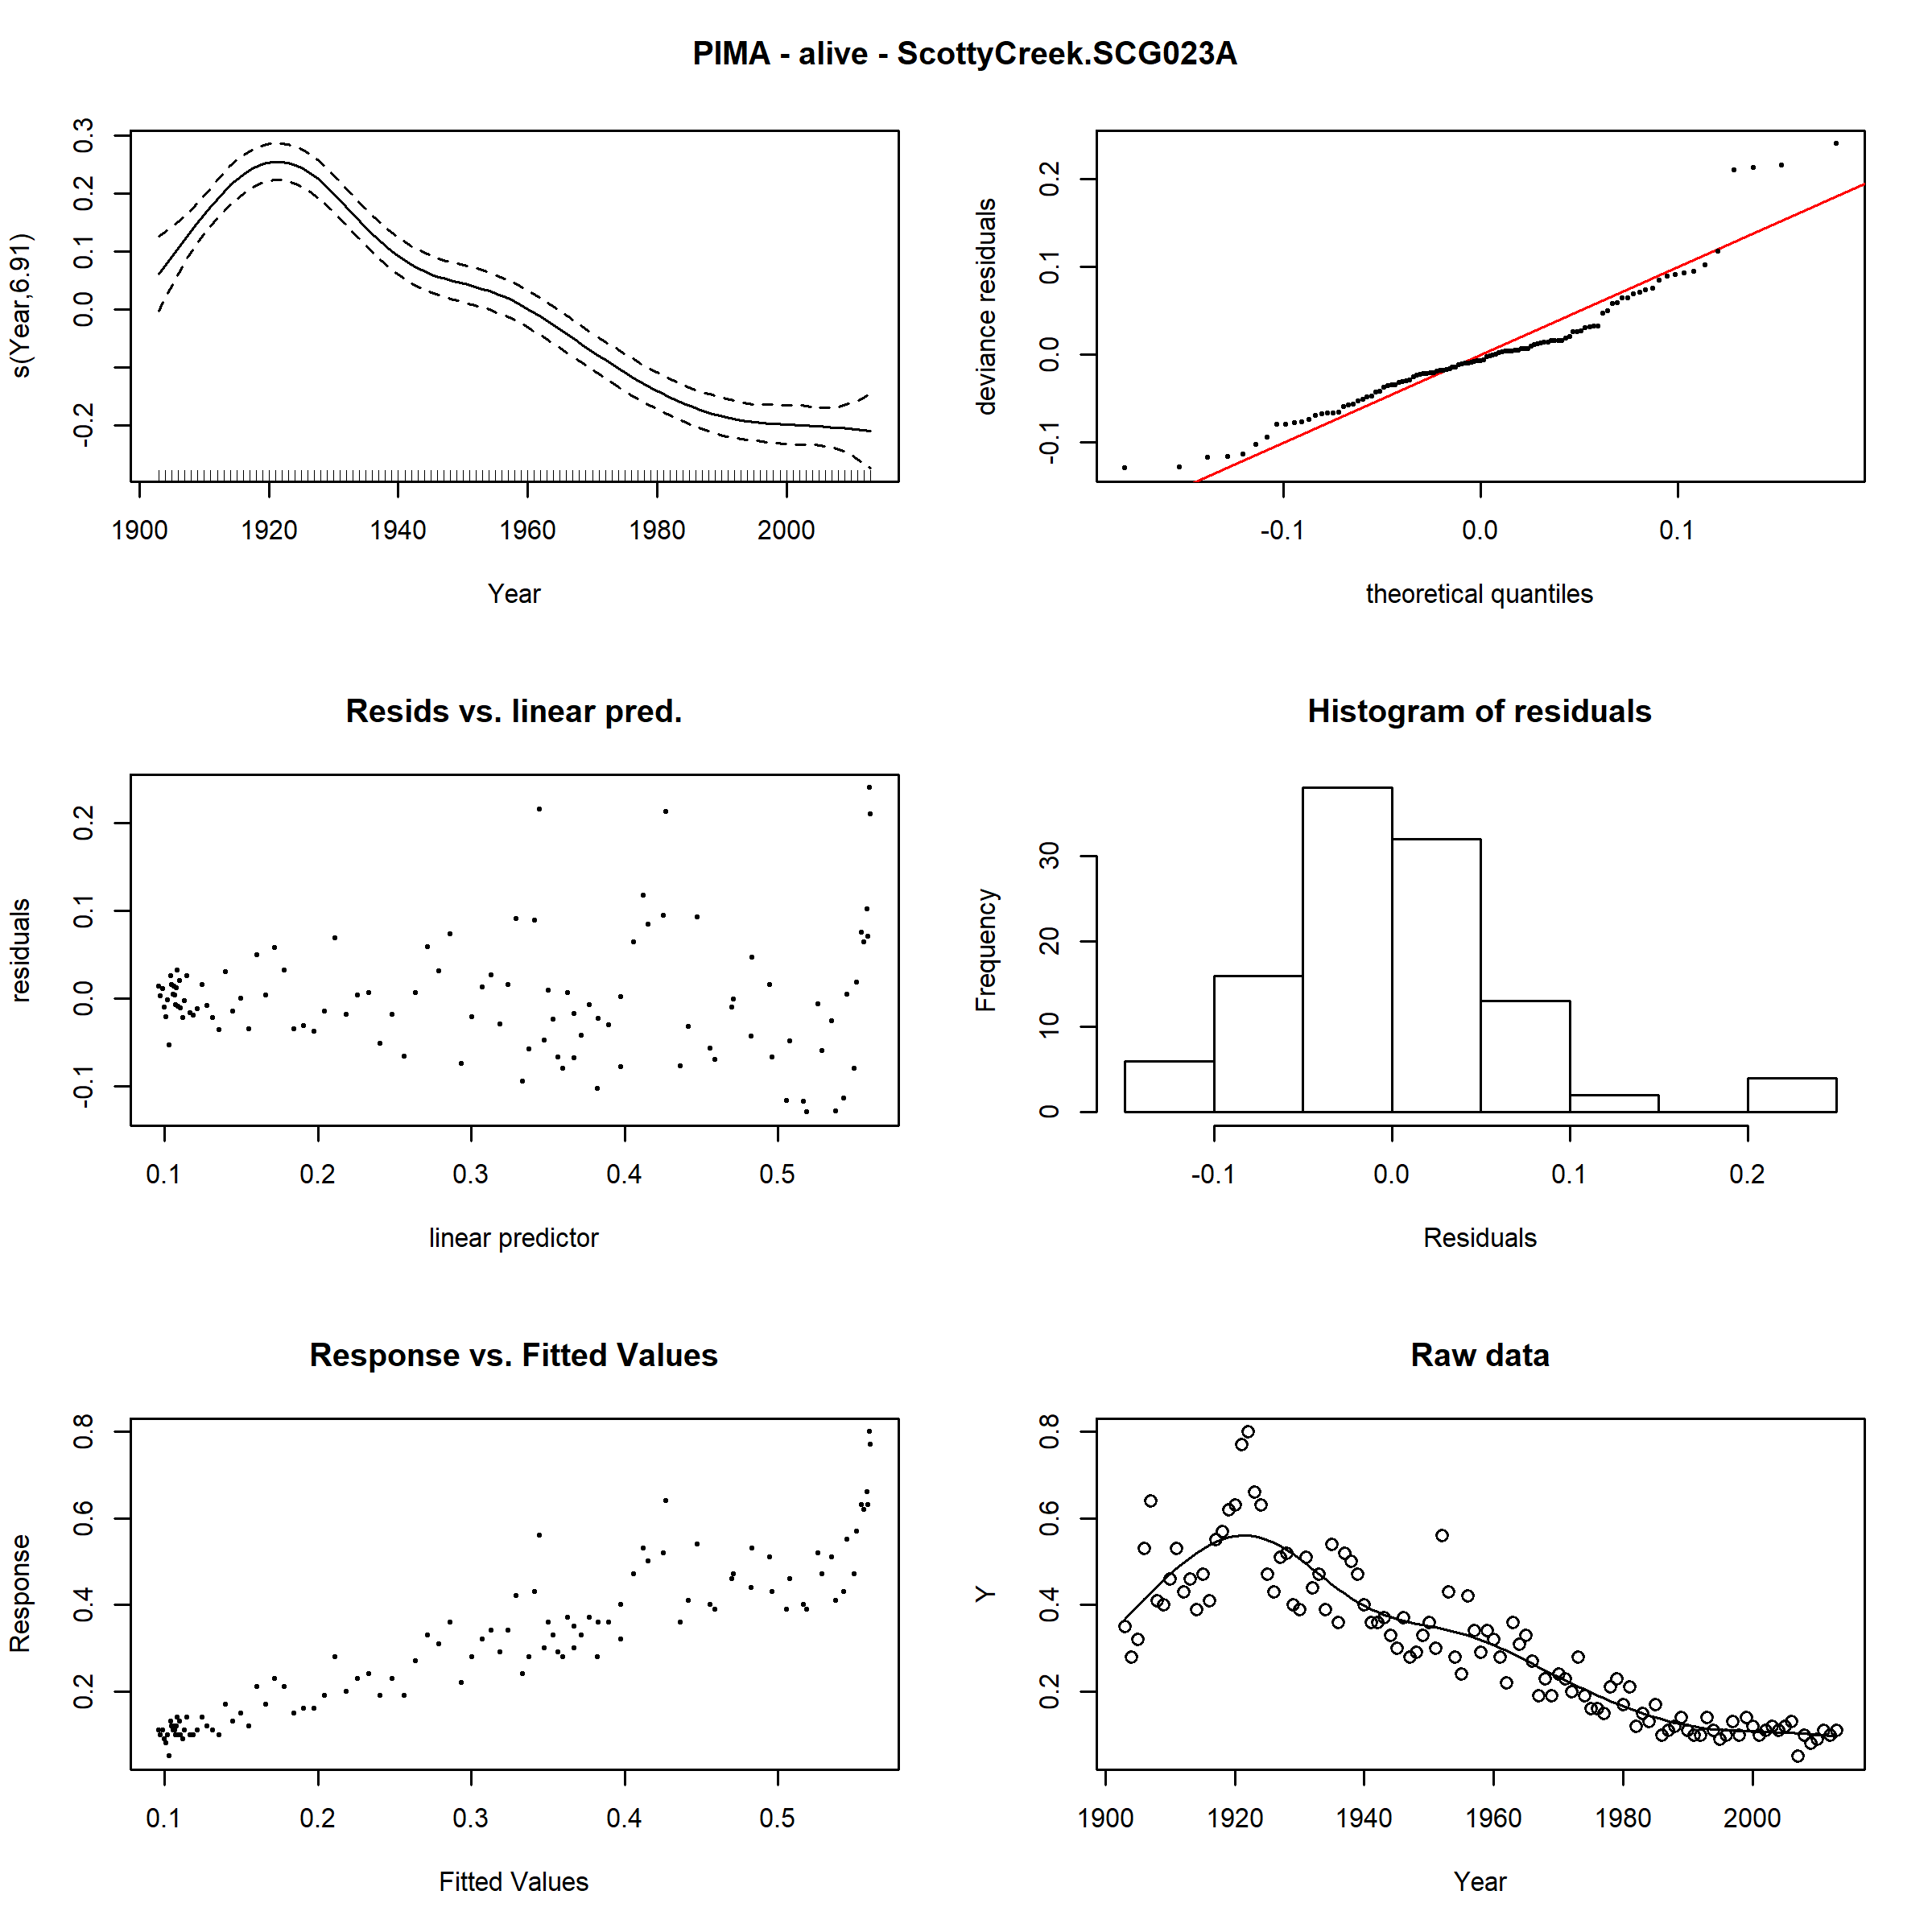 PIMA - alive - ScottyCreek.SCG023A
s(Year,6.91)
-0.2 0.0 0.1 0.2 0.3
1900 1920 1940 1960 1980 2000
Year
deviance residuals
-0.1 0.0 0.1 0.2
-0.1 0.0 0.1
theoretical quantiles
Resids vs. linear pred.
residuals
-0.1 0.0 0.1 0.2
0.1 0.2 0.3 0.4 0.5
linear predictor
Histogram of residuals
Frequency
0 10 20 30
-0.1 0.0 0.1 0.2
Residuals
Response vs. Fitted Values
Response
0.2 0.4 0.6 0.8
0.1 0.2 0.3 0.4 0.5
Fitted Values
Raw data
Y
0.2 0.4 0.6 0.8
1900 1920 1940 1960 1980 2000
Year